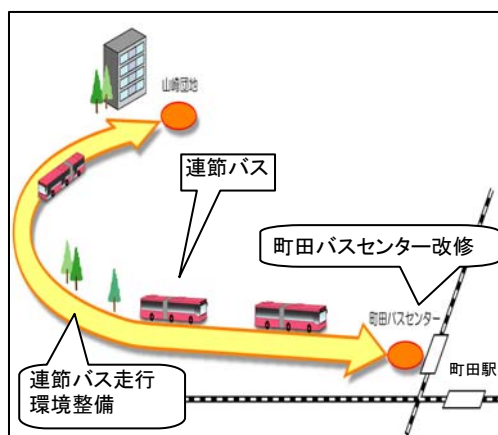 山崎団地
連節バス
町田バスセンター改修
町田バスセンター
町田駅
連節バス走行
環境整備